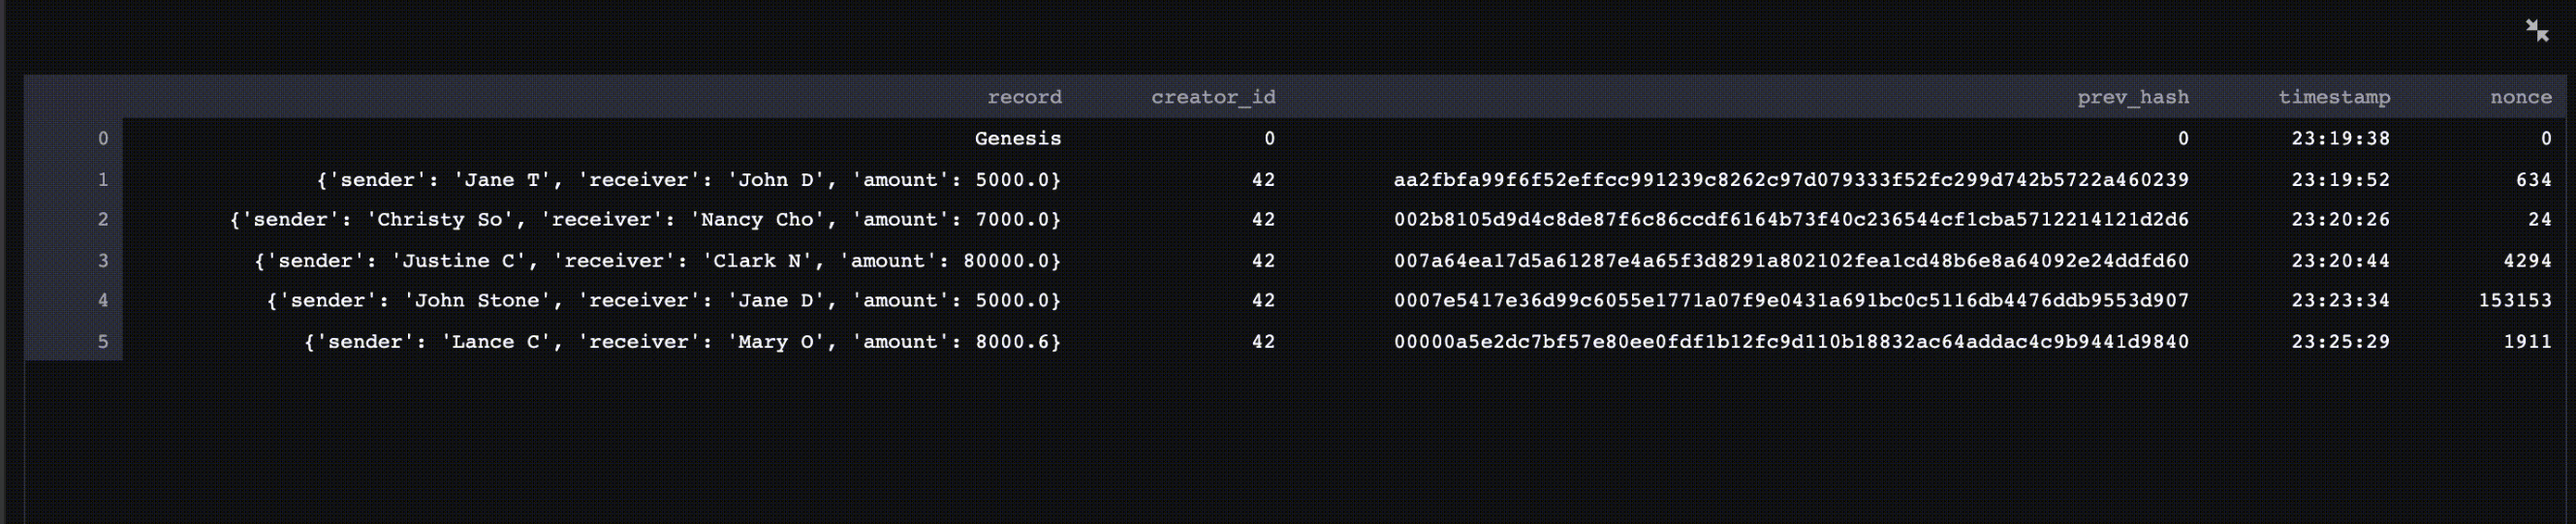 record creator_id prev_hash timestamp nonce
0 Genesis 0 0 23:19:38 0
1 {'sender': 'Jane T', 'receiver': 'John D', 'amount': 5000.0} 42 aa2fbfa99f6f52effcc991239c8262c97d079333f52fc299d742b5722a460239 23:19:52 634
2 {'sender': 'Christy So', 'receiver': 'Nancy Cho', 'amount': 7000.0} 42 002b8105d9d4c8de87f6c86ccdf6164b73f40c236544cf1cba5712214121d2d6 23:20:26 24
3 {'sender': 'Justine C', 'receiver': 'Clark N', 'amount': 80000.0} 42 007a64ea17d5a61287e4a65f3d8291a802102fea1cd48b6e8a64092e24ddfd60 23:20:44 4294
4 {'sender': 'John Stone', 'receiver': 'Jane D', 'amount': 5000.0} 42 0007e5417e36d99c6055e1771a07f9e0431a691bc0c5116db4476ddb9553d907 23:23:34 153153
5 {'sender': 'Lance C', 'receiver': 'Mary O', 'amount': 8000.6} 42 00000a5e2dc7bf57e80ee0fdf1b12fc9d110b18832ac64addac4c9b9441d9840 23:25:29 1911